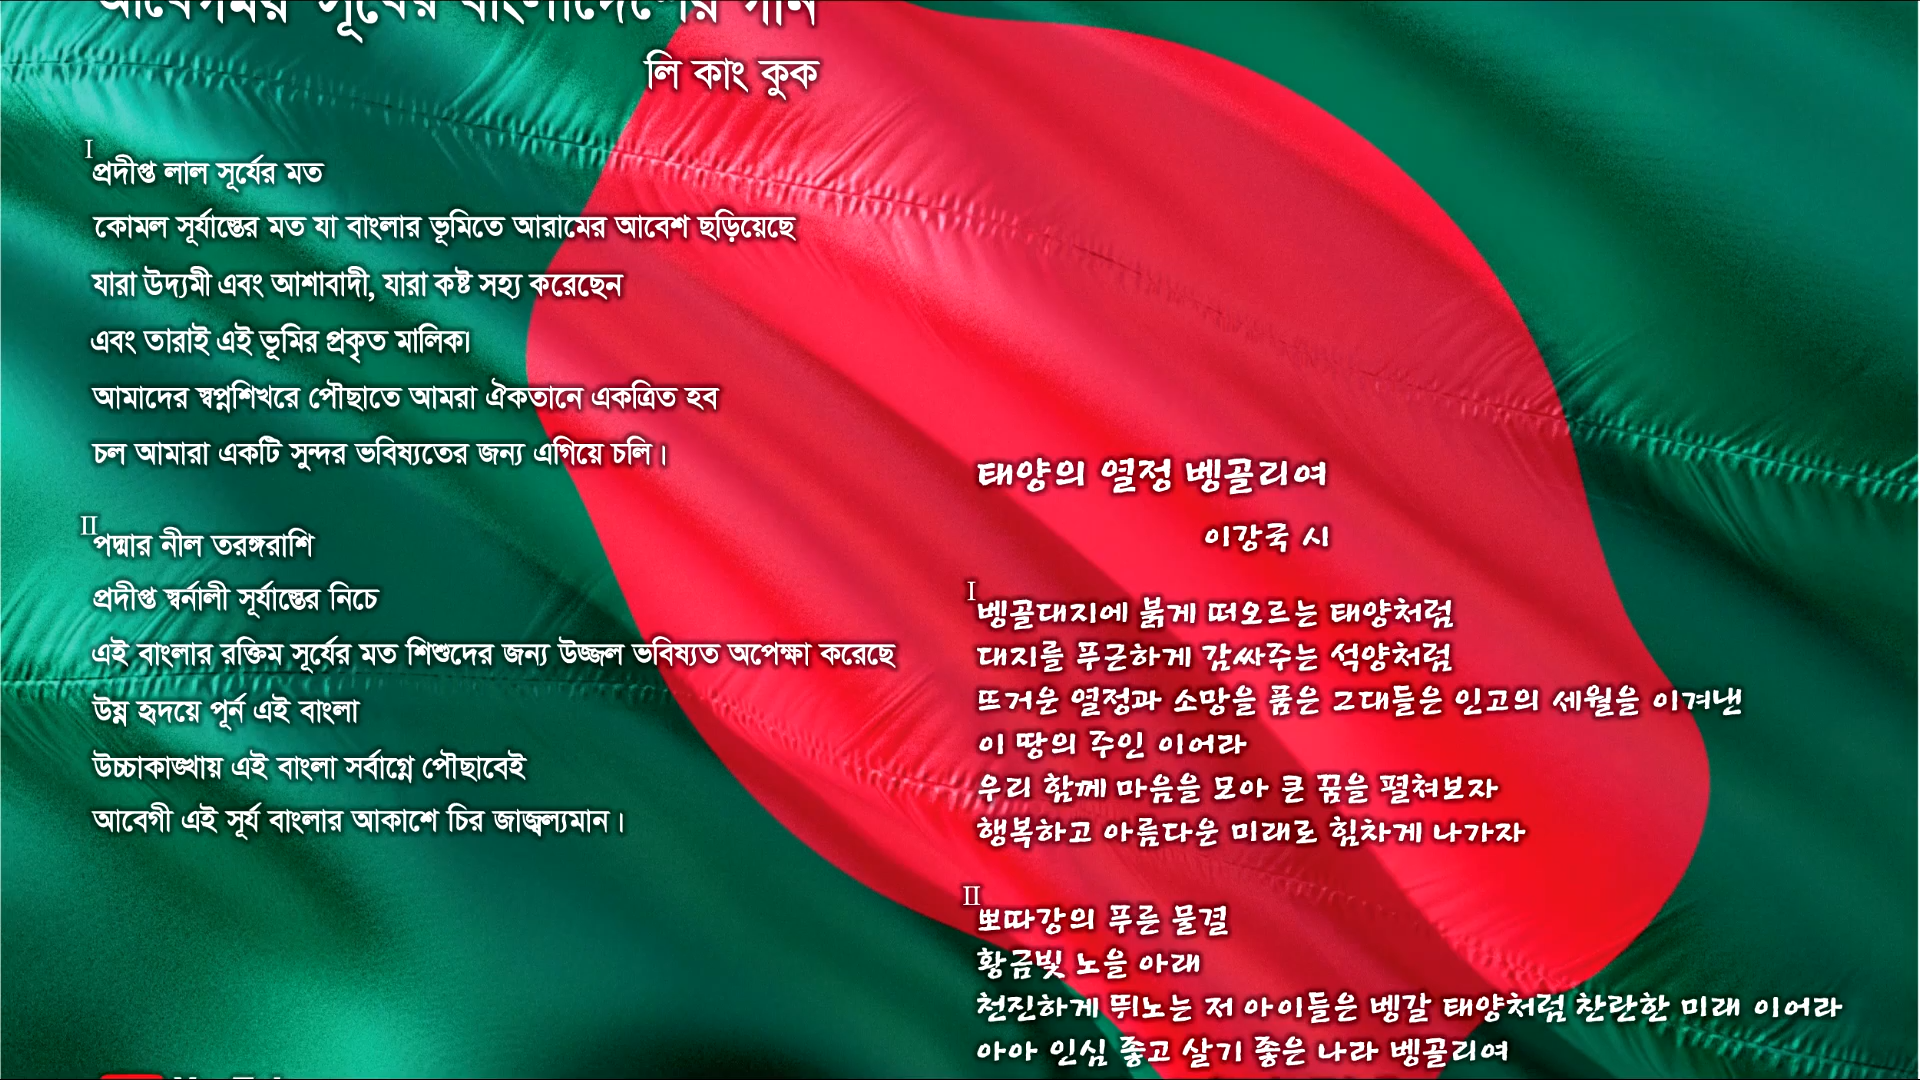 আবেগময় সূর্যের বাংলাদেশের গান
লি কাং কুক
I
প্রদীপ্ত লাল সূর্যের মত
কোমল সূর্যাস্তের মত যা বাংলার ভূমিতে আরামের আবেশ ছড়িয়েছে
যারা উদ্যমী এবং আশাবাদী, যারা কষ্ট সহ্য করেছেন
এবং তারাই এই ভূমির প্রকৃত মালিক।
আমাদের স্বপ্নশিখরে পৌছাতে আমরা ঐকতানে একত্রিত হব
চল আমারা একটি সুন্দর ভবিষ্যতের জন্য এগিয়ে চলি।
II
পদ্মার নীল তরঙ্গরাশি
প্রদীপ্ত স্বর্নালী সূর্যাস্তের নিচে
এই বাংলার রক্তিম সূর্যের মত শিশুদের জন্য উজ্জল ভবিষ্যত অপেক্ষা করেছে
উষ্ণ হৃদয়ে পূর্ন এই বাংলা
উচ্চাকাঙ্খায় এই বাংলা সর্বাগ্নে পৌছাবেই
আবেগী এই সূর্য বাংলার আকাশে চির জাজ্বল্যমান।
태양의 열정 벵골리여
이강국 시
I
벵골대지에 붉게 떠오르는 태양처럼
대지를 푸근하게 감싸주는 석양처럼
뜨거운 열정과 소망을 품은 그대들은 인고의 세월을 이겨낸
이 땅의 주인 이어라
우리 함께 마음을 모아 큰 꿈을 펼쳐보자
행복하고 아름다운 미래로 힘차게 나가자
II
뽀따강의 푸른 물결
황금빛 노을 아래
천진하게 뛰노는 저 아이들은 벵갈 태양처럼 찬란한 미래 이어라
아아 인심 좋고 살기 좋은 나라 벵골리여